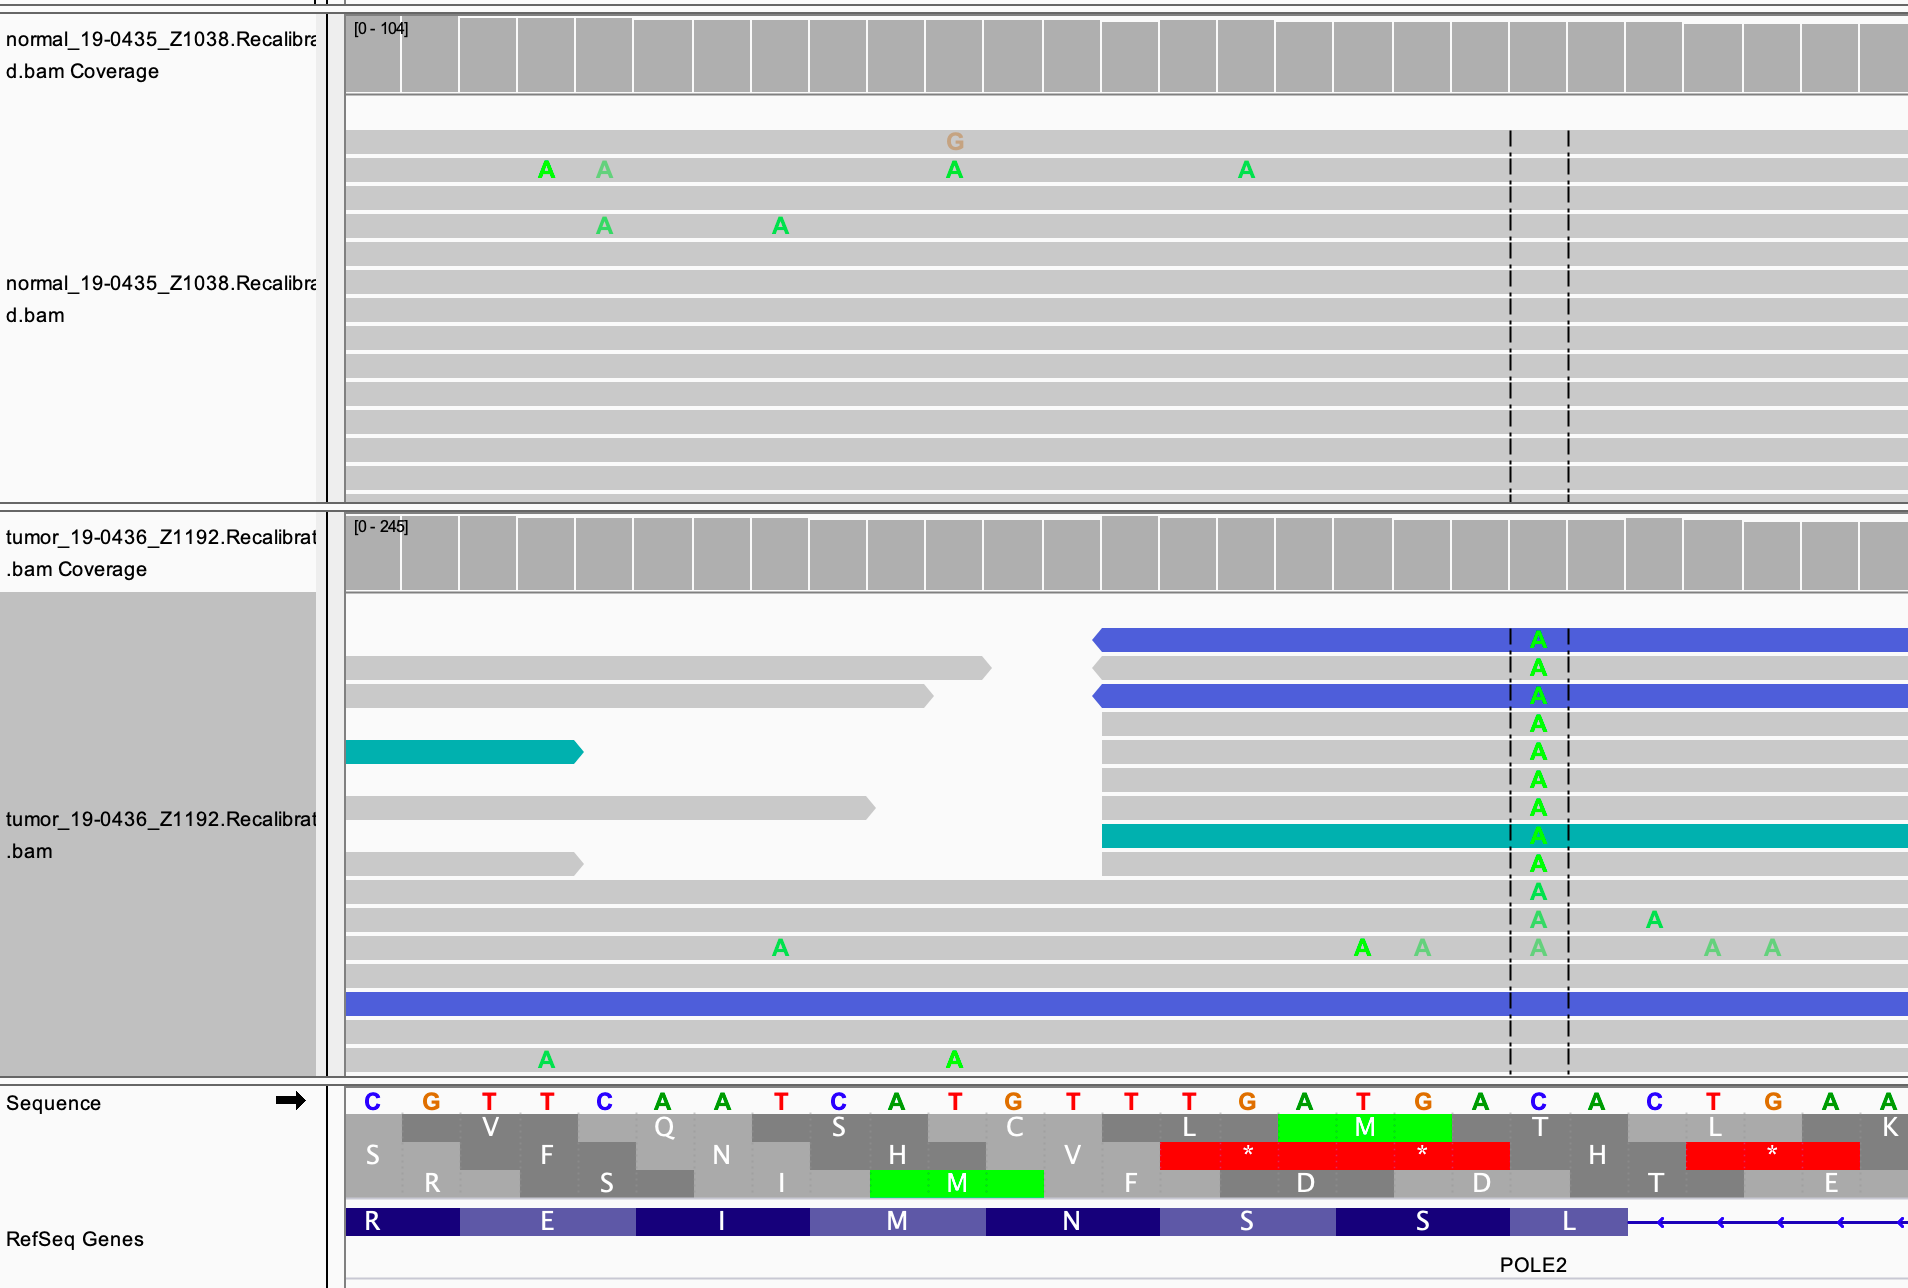 normal_19-0435_Z1038.Recalibra
d.bam Coverage
[0 - 104]
G
A A A A
A A
normal_19-0435_Z1038.Recalibra
d.bam
tumor_19-0436_Z1192.Recalibrat
.bam Coverage
[0 - 245]
A
A
A
A
A
A
A
A
A
A
A A
A A A A A A
A A
tumor_19-0436_Z1192.Recalibrat
.bam
Sequence
C G T T C A A T C A T G T T T G A T G A C A C T G A A
V Q S C L M T L K
S F N H V * * H *
R S I M F D D T E
R E I M N S S L
RefSeq Genes
POLE2